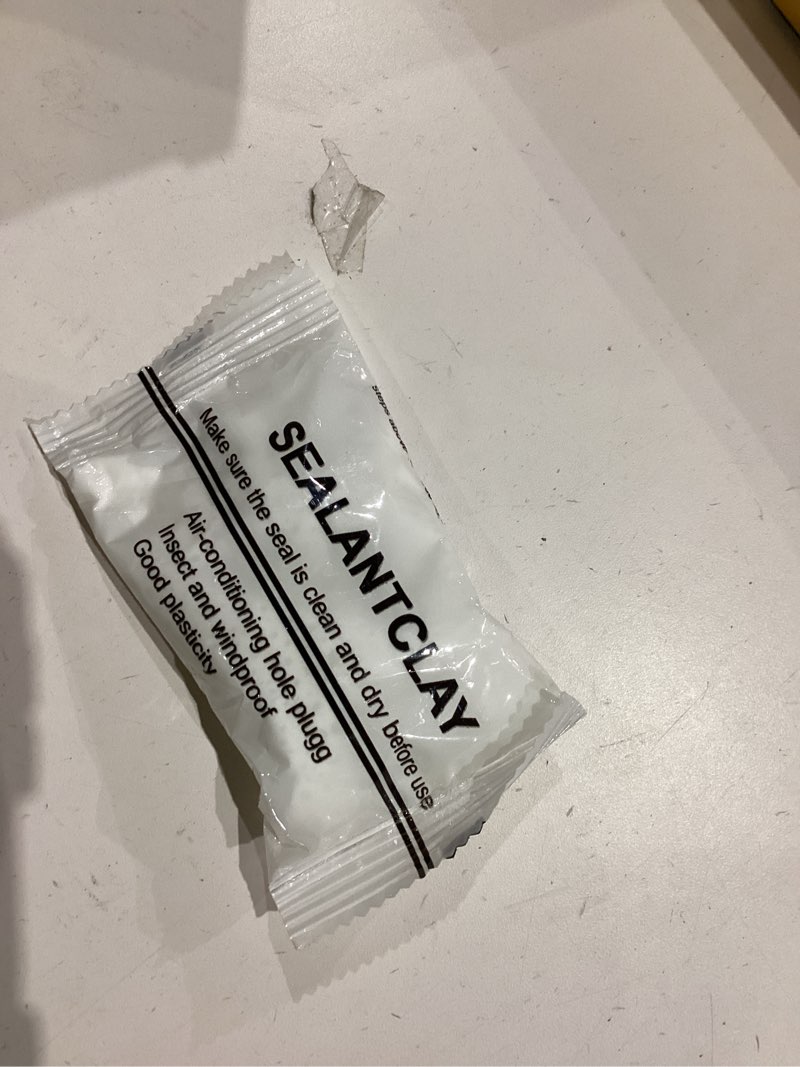 SEALANTCLAY
Make sure the seal is clean and dry before use
Air-conditioning hole plugg
Insect and windproof
Good plasticity